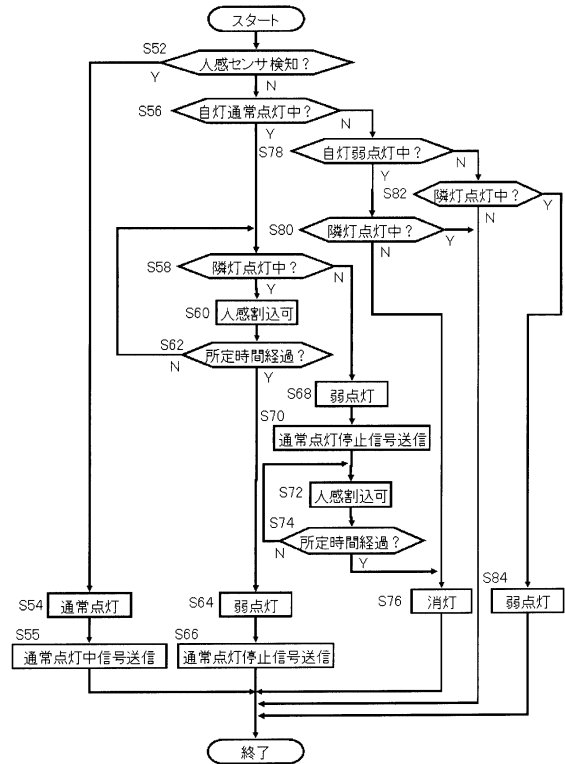 スタート
S52
人感センサ検知？
Y
N
S56
自灯通常点灯中？
N
Y
S78
自灯弱点灯中？
N
Y
S82
隣灯点灯中？
Y
N
S80
隣灯点灯中？
Y
N
S58
隣灯点灯中？
N
Y
S60
人感割込可
S62
所定時間経過？
N
Y
S68
弱点灯
S70
通常点灯停止信号送信
S72
人感割込可
S74
所定時間経過？
N
Y
S54
通常点灯
S64
弱点灯
S76
消灯
S84
弱点灯
S55
通常点灯中信号送信
S66
通常点灯停止信号送信
終了